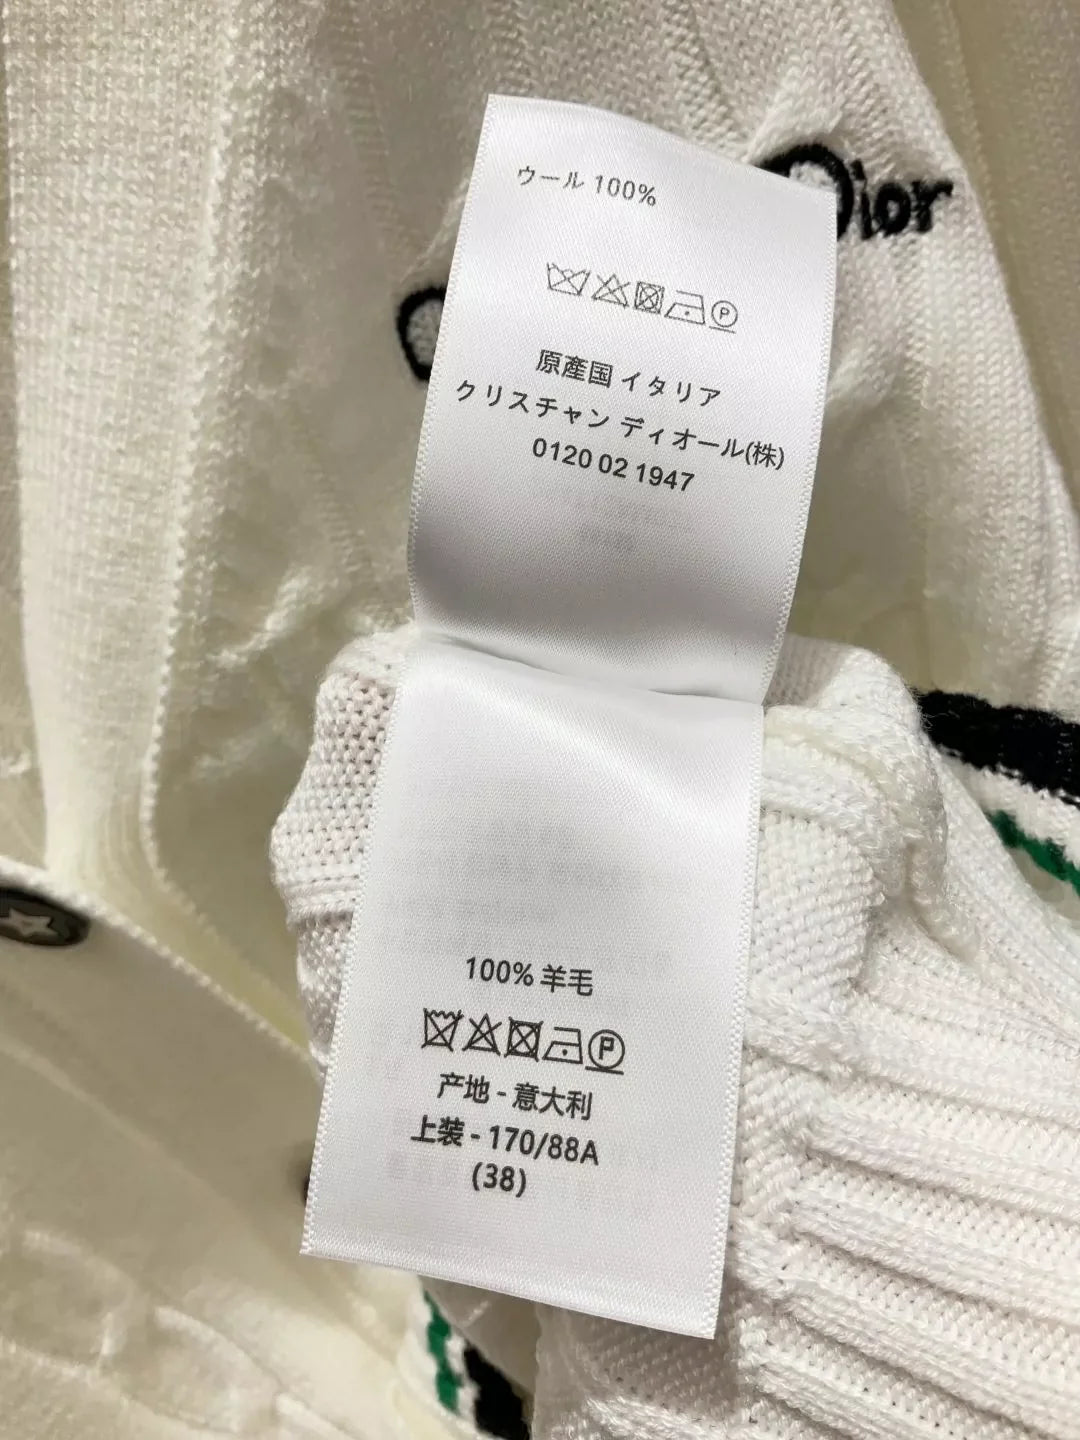 ウール 100%
Dior
P
原產国 イタリア
クリスチャン ディオール(株)
0120 02 1947
100% 羊毛
P
产地 - 意大利
上装 - 170/88A
(38)